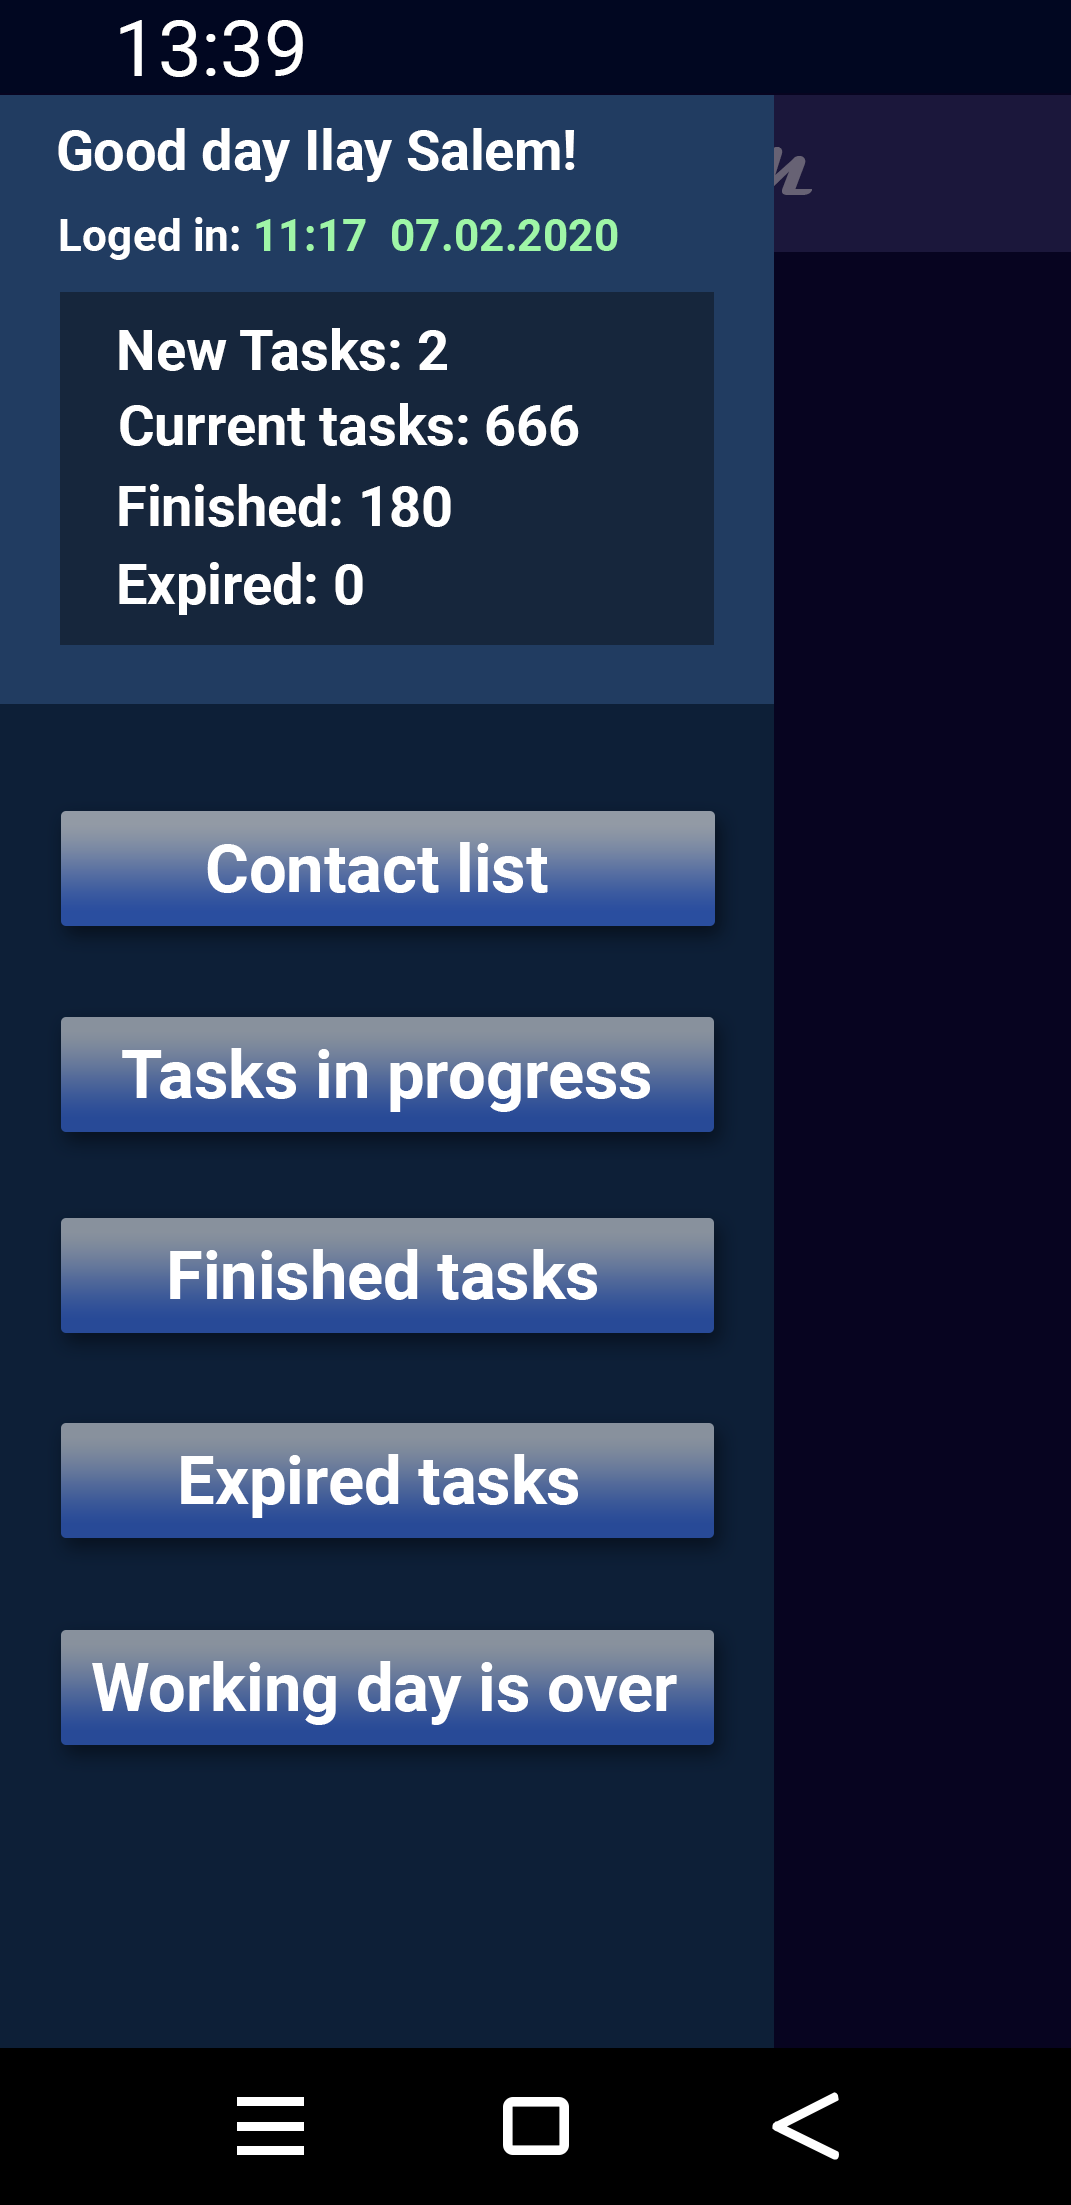 13:39
Good day Ilay Salem!
Loged in: 11:17 07.02.2020
New Tasks: 2
Current tasks: 666
Finished: 180
Expired: 0
Contact list
Tasks in progress
Finished tasks
Expired tasks
Working day is over